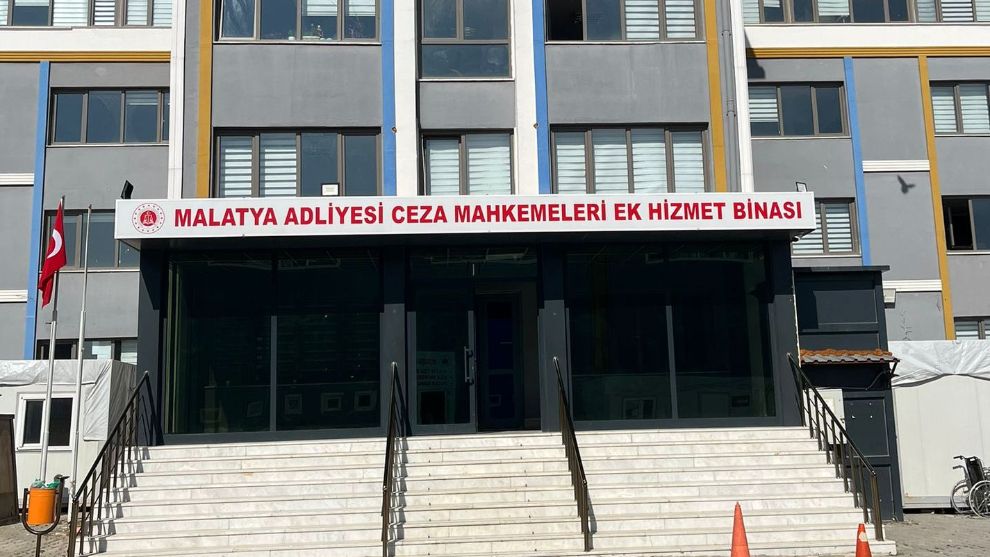 MALATYA ADLİYESİ CEZA MAHKEMELERİ EK HİZMET BİNASI